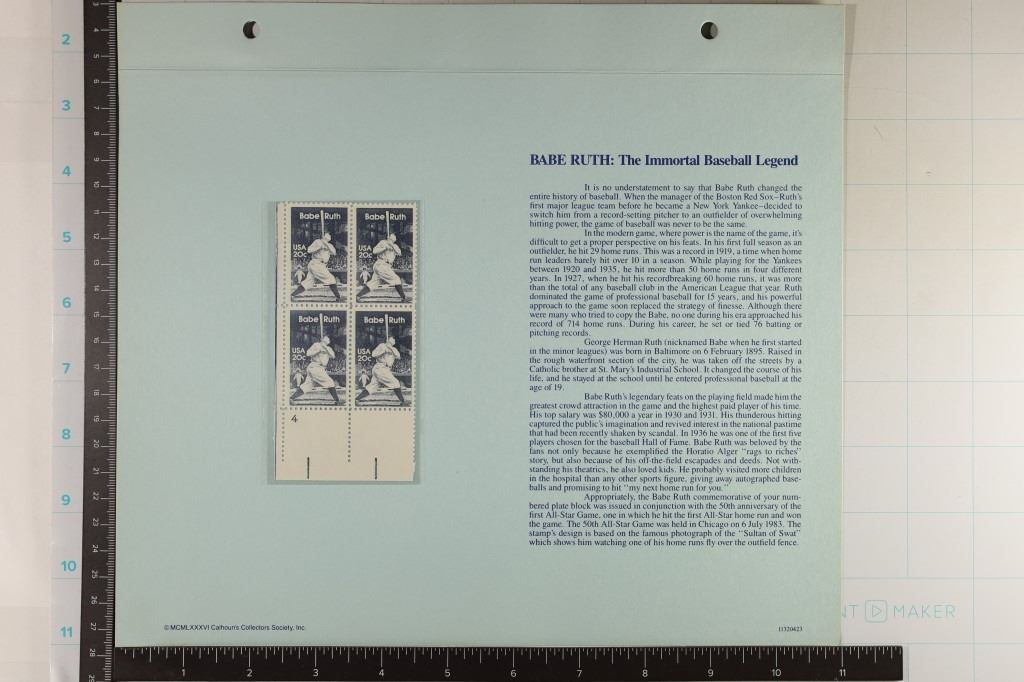 BABE RUTH: The Immortal Baseball Legend
It is no understatement to say that Babe Ruth changed the
entire history of baseball. When the manager of the Boston Red Sox—Ruth's
first major league team before he became a New York Yankee—decided to
switch him from a record-setting pitcher to an outfielder of overwhelming
hitting power, the game of baseball was never to be the same.
In the modern game, where power is the name of the game, it's
difficult to get a proper perspective on his feats. In his first full season as an
outfielder, he hit 29 home runs. This was a record in 1919, a time when home
run leaders barely hit over 10 in a season. While playing for the Yankees
between 1920 and 1935, he hit more than 50 home runs in four different
years. In 1927, when he hit his recordbreaking 60 home runs, it was more
than the total of any baseball club in the American League that year. Ruth
dominated the game of professional baseball for 15 years, and his powerful
approach to the game soon replaced the strategy of finesse. Although there
were many who tried to copy the Babe, no one during his era approached his
record of 714 home runs. During his career, he set or tied 76 batting or
pitching records.
George Herman Ruth (nicknamed Babe when he first started
in the minor leagues) was born in Baltimore on 6 February 1895. Raised in
the rough waterfront section of the city, he was taken off the streets by a
Catholic brother at St. Mary's Industrial School. It changed the course of his
life, and he stayed at the school until he entered professional baseball at the
age of 19.
Babe Ruth's legendary feats on the playing field made him the
greatest crowd attraction in the game and the highest paid player of his time.
His top salary was $80,000 a year in 1930 and 1931. His thunderous hitting
captured the public's imagination and revived interest in the national pastime
that had been recently shaken by scandal. In 1936 he was one of the first five
players chosen for the baseball Hall of Fame. Babe Ruth was beloved by the
fans not only because he exemplified the Horatio Alger "rags to riches"
story, but also because of his off-the-field escapades and deeds. Not with-
standing his theatrics, he also loved kids. He probably visited more children
in the hospital than any other sports figure, giving away autographed base-
balls and promising to hit "my next home run for you."
Appropriately, the Babe Ruth commemorative of your num-
bered plate block was issued in conjunction with the 50th anniversary of the
first All-Star Game, one in which he hit the first All-Star home run and won
the game. The 50th All-Star Game was held in Chicago on 6 July 1983. The
stamp's design is based on the famous photograph of the "Sultan of Swat"
which shows him watching one of his home runs fly over the outfield fence.
Babe Ruth
USA
20c
Babe Ruth
USA
20c
Babe Ruth
USA
20c
Babe Ruth
USA
20c
4
©MCMLXXXVI Calhoun's Collectors Society, Inc.
11320423
NT MAKER
2
3
4
5
6
7
8
9
10
11
1
2
3
4
5
6
7
8
9
10
11